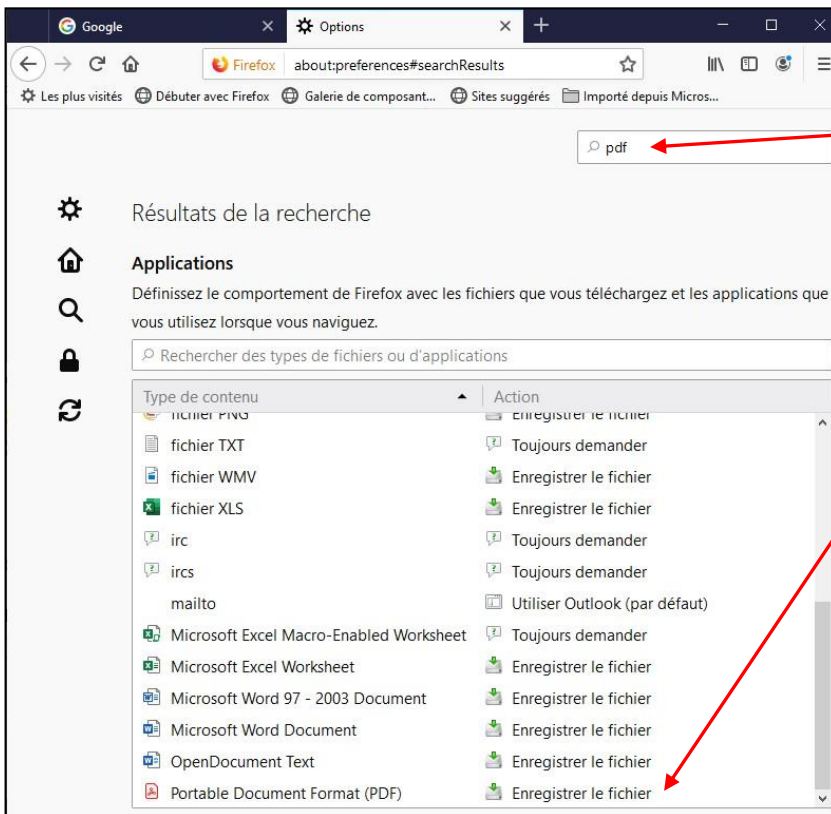 Google
Options
Firefox about:preferences#searchResults
Les plus visités Débuter avec Firefox Galerie de composant... Sites suggérés Importé depuis Micros...
pdf
Résultats de la recherche
Applications
Définissez le comportement de Firefox avec les fichiers que vous téléchargez et les applications que
vous utilisez lorsque vous naviguez.
Rechercher des types de fichiers ou d'applications
Type de contenu Action
fichier PNG Enregistrer le fichier
fichier TXT Toujours demander
fichier WMV Enregistrer le fichier
fichier XLS Enregistrer le fichier
irc Toujours demander
ircs Toujours demander
mailto Utiliser Outlook (par défaut)
Microsoft Excel Macro-Enabled Worksheet Toujours demander
Microsoft Excel Worksheet Enregistrer le fichier
Microsoft Word 97 - 2003 Document Enregistrer le fichier
Microsoft Word Document Enregistrer le fichier
OpenDocument Text Enregistrer le fichier
Portable Document Format (PDF) Enregistrer le fichier